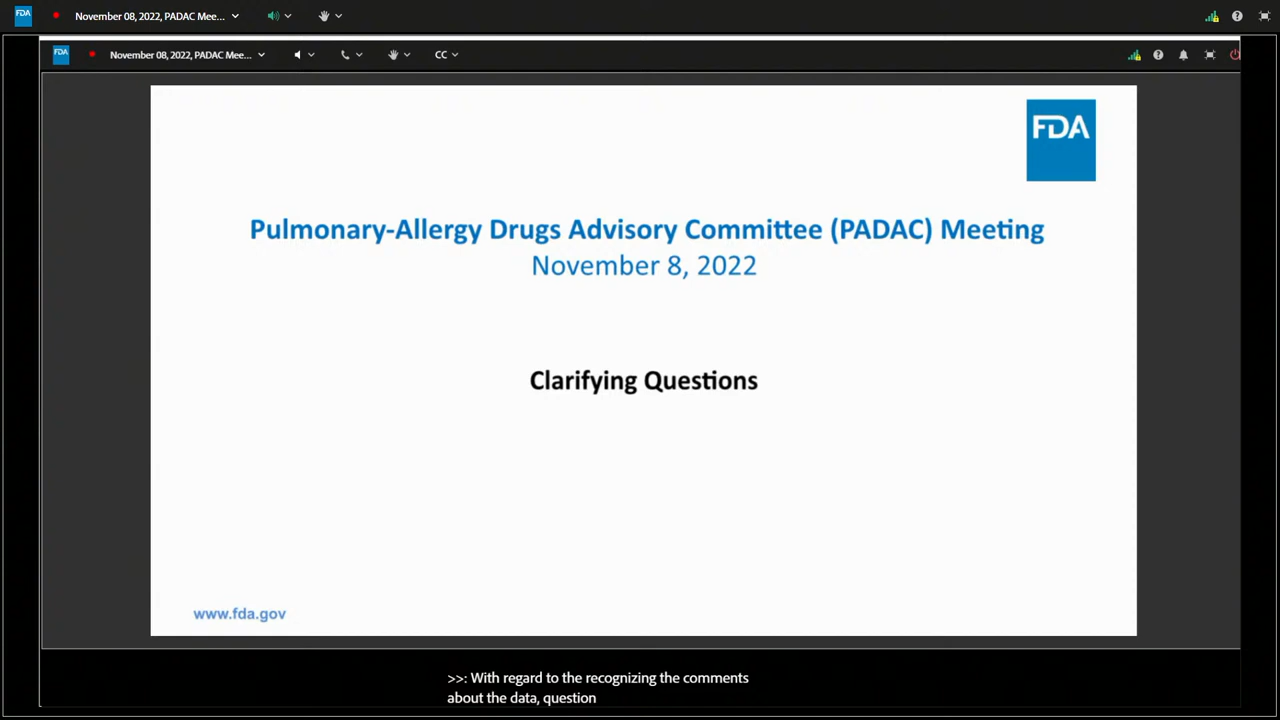 FDA
November 08, 2022, PADAC Mee...
FDA
November 08, 2022, PADAC Mee...
CC
FDA
Pulmonary-Allergy Drugs Advisory Committee (PADAC) Meeting
November 8, 2022
Clarifying Questions
www.fda.gov
>>: With regard to the recognizing the comments
about the data, question